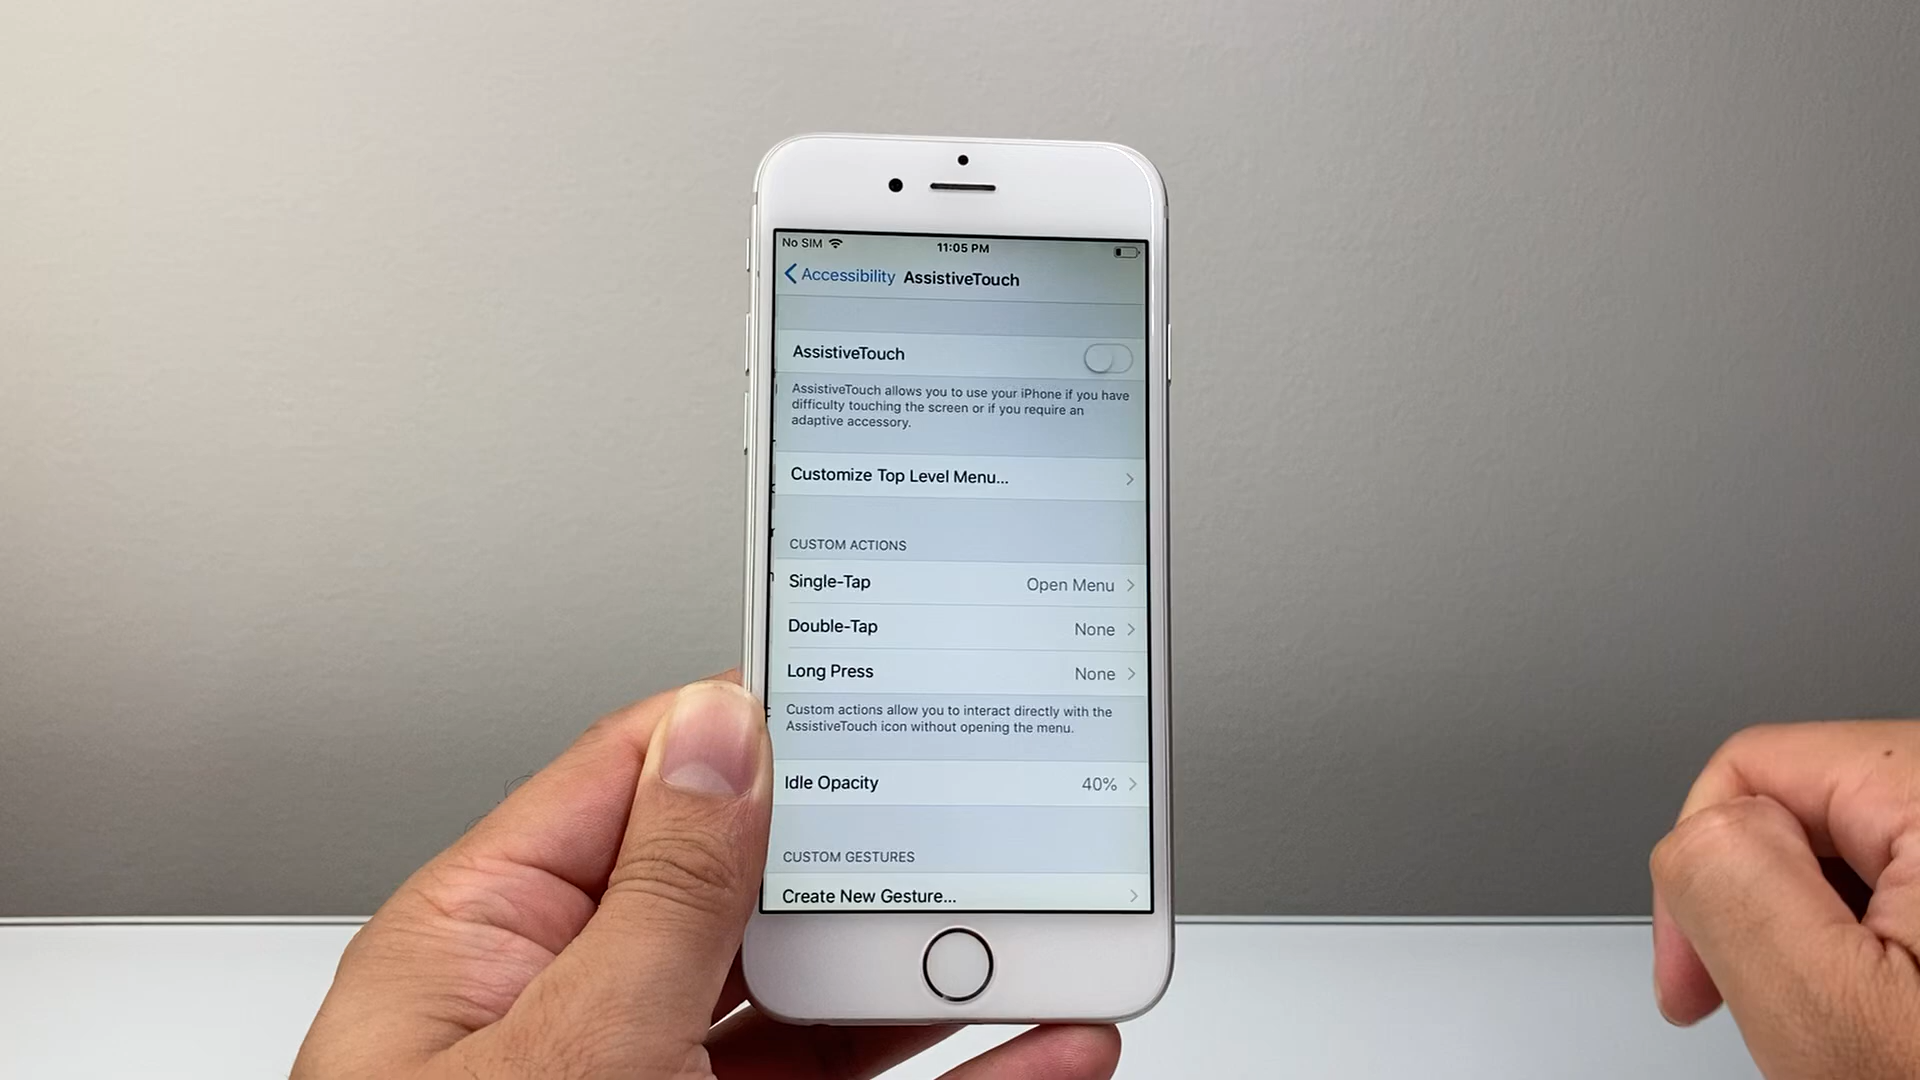 No SIM 11:05 PM
Accessibility AssistiveTouch
AssistiveTouch
AssistiveTouch allows you to use your iPhone if you have
difficulty touching the screen or if you require an
adaptive accessory.
Customize Top Level Menu...
CUSTOM ACTIONS
Single-Tap Open Menu
Double-Tap None
Long Press None
Custom actions allow you to interact directly with the
AssistiveTouch icon without opening the menu.
Idle Opacity 40%
CUSTOM GESTURES
Create New Gesture...